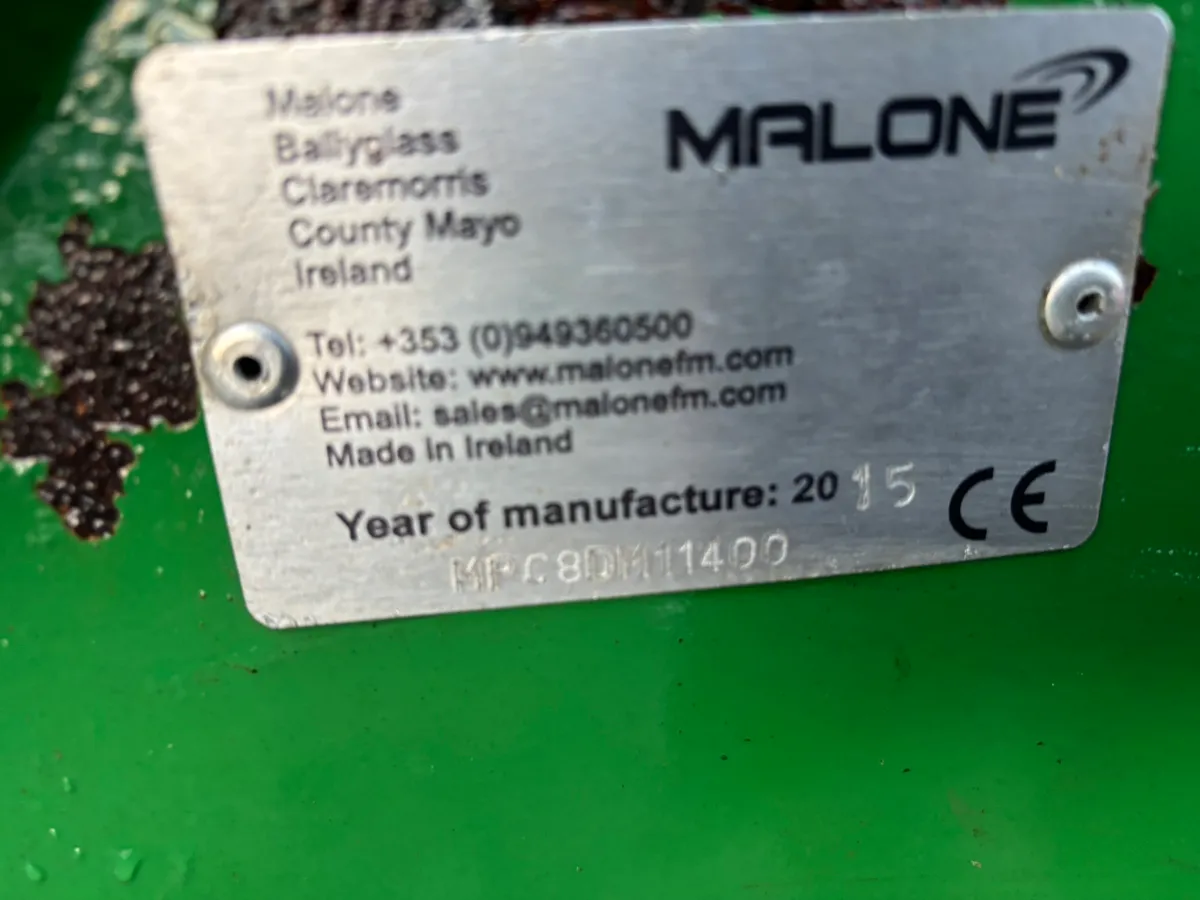 Malone
Ballyglass
Claremorris
County Mayo
Ireland
MALONE
Tel: +353 (0)949360500
Website: www.malonefm.com
Email: sales@malonefm.com
Made in Ireland
Year of manufacture: 2015
CE
MPC8DM11400